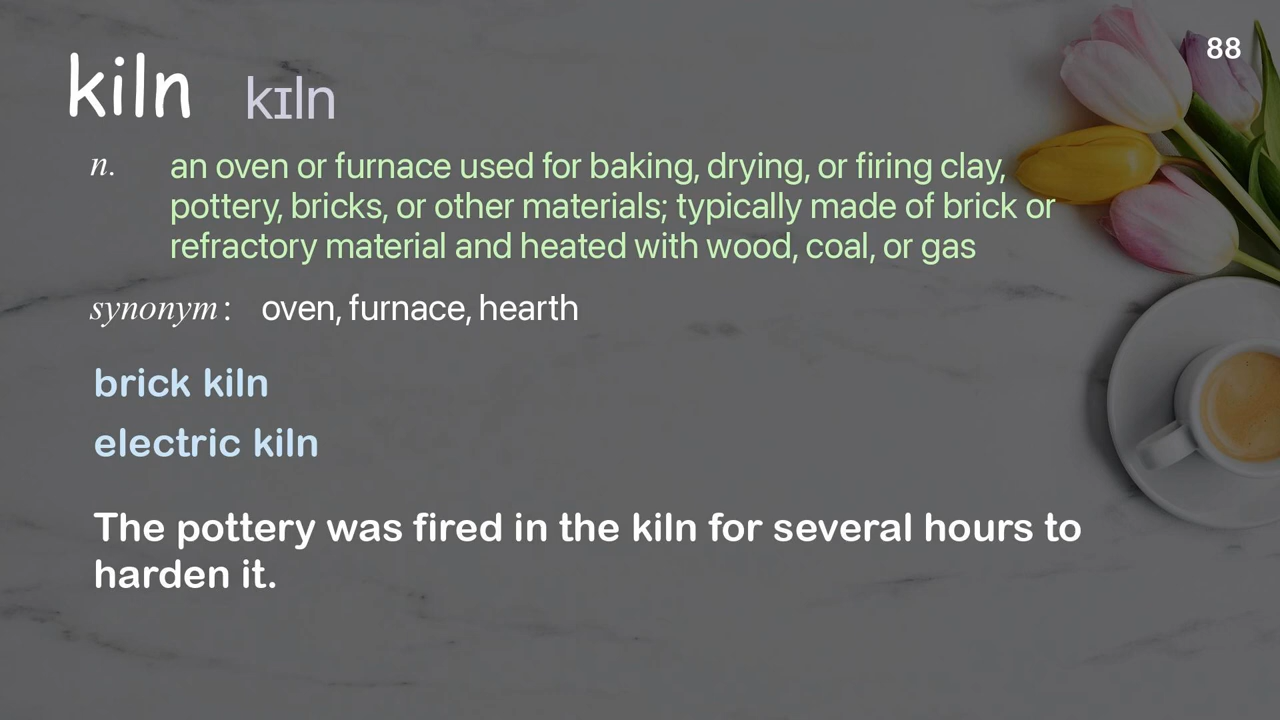 88
kiln kɪln
n. an oven or furnace used for baking, drying, or firing clay,
pottery, bricks, or other materials; typically made of brick or
refractory material and heated with wood, coal, or gas
synonym: oven, furnace, hearth
brick kiln
electric kiln
The pottery was fired in the kiln for several hours to
harden it.